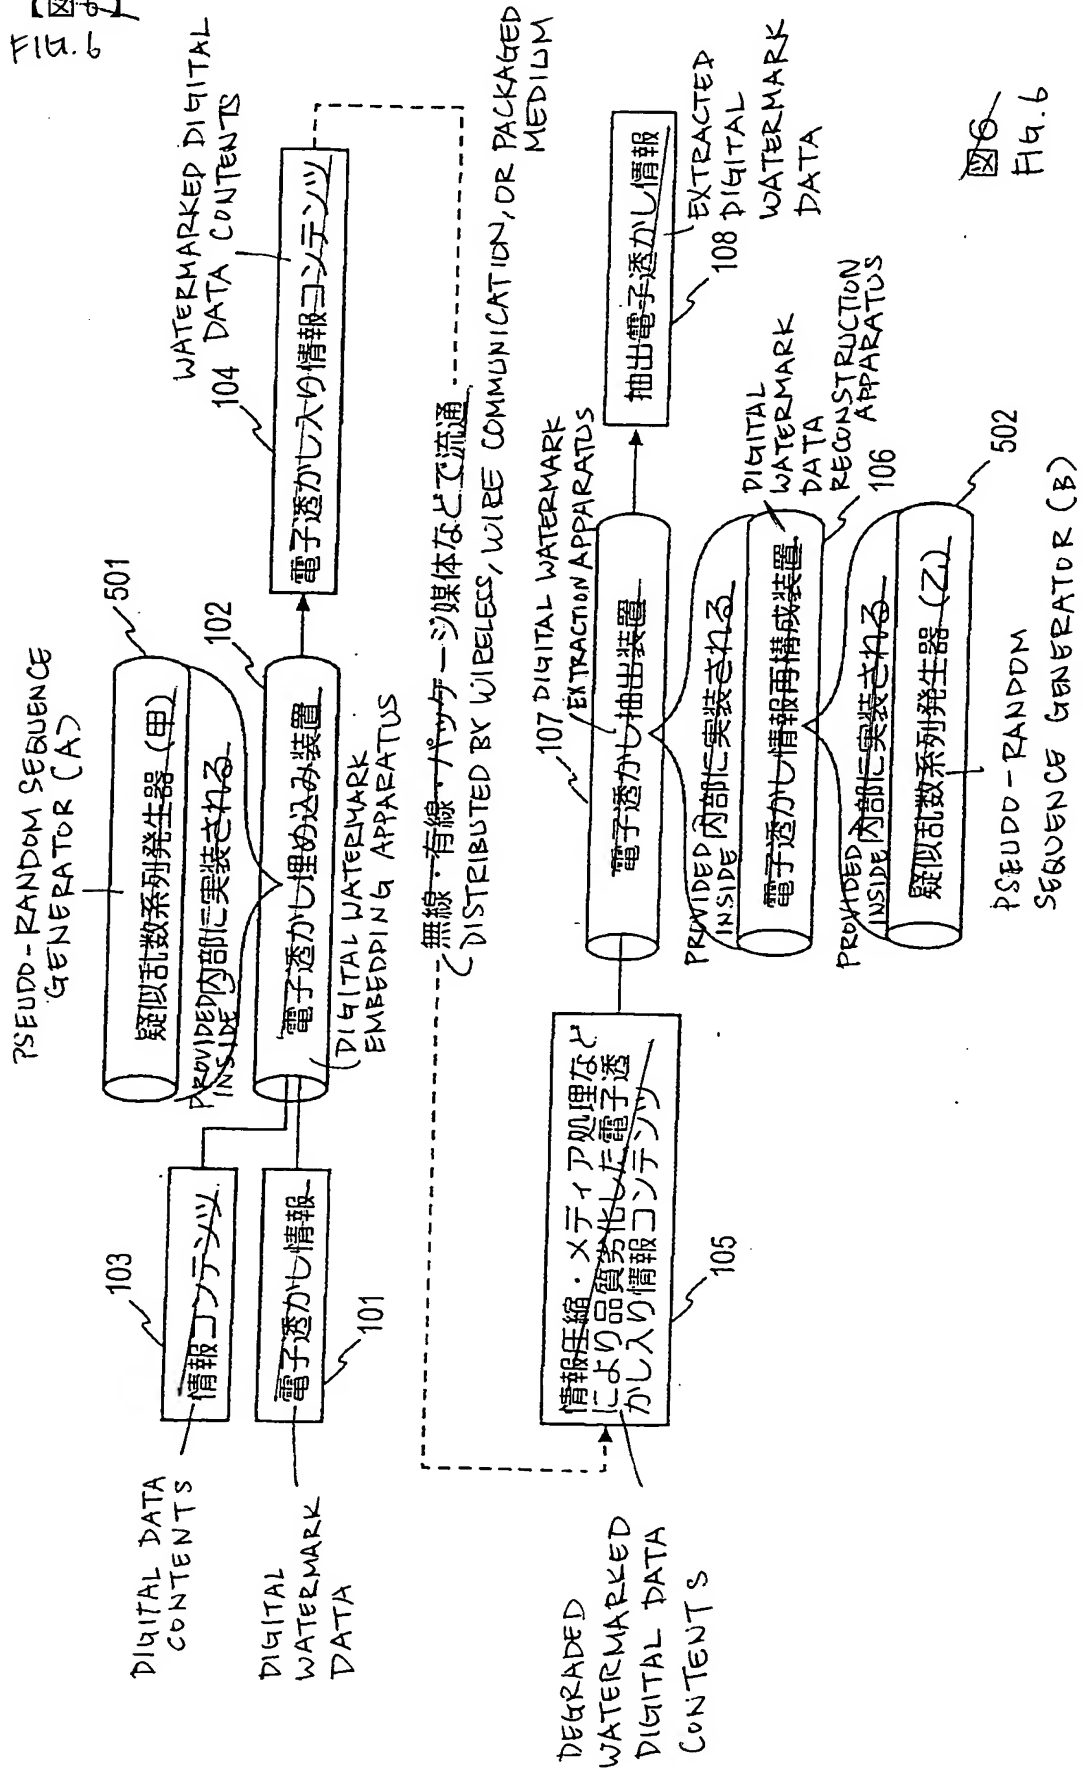 【図6】
FIG. 6
PSEUDO-RANDOM SEQUENCE
GENERATOR (A)
501
疑似乱数系列発生器（甲）
PROVIDED
INSIDE
内部に実装される
102
電子透かし埋め込み装置
DIGITAL WATERMARK
EMBEDDING APPARATUS
DIGITAL DATA
CONTENTS
103
情報コンテンツ
DIGITAL
WATERMARK
DATA
電子透かし情報
101
WATERMARKED DIGITAL
DATA CONTENTS
104
電子透かし入り情報コンテンツ
無線・有線・パッケージ媒体などで流通
DISTRIBUTED BY WIRELESS, WIRE COMMUNICATION, OR PACKAGED
MEDIUM
DEGRADED
WATERMARKED
DIGITAL DATA
CONTENTS
情報圧縮・メディア処理など
により品質劣化した電子透
かし入り情報コンテンツ
105
107 DIGITAL WATERMARK
EXTRACTION APPARATUS
電子透かし抽出装置
PROVIDED
INSIDE
内部に実装される
電子透かし情報再構成装置
DIGITAL
WATERMARK
DATA
RECONSTRUCTION
APPARATUS
106
PROVIDED
INSIDE
内部に実装される
疑似乱数系列発生器（乙）
502
PSEUDO-RANDOM
SEQUENCE GENERATOR (B)
抽出電子透かし情報
108
EXTRACTED
DIGITAL
WATERMARK
DATA
図6
FIG. 6